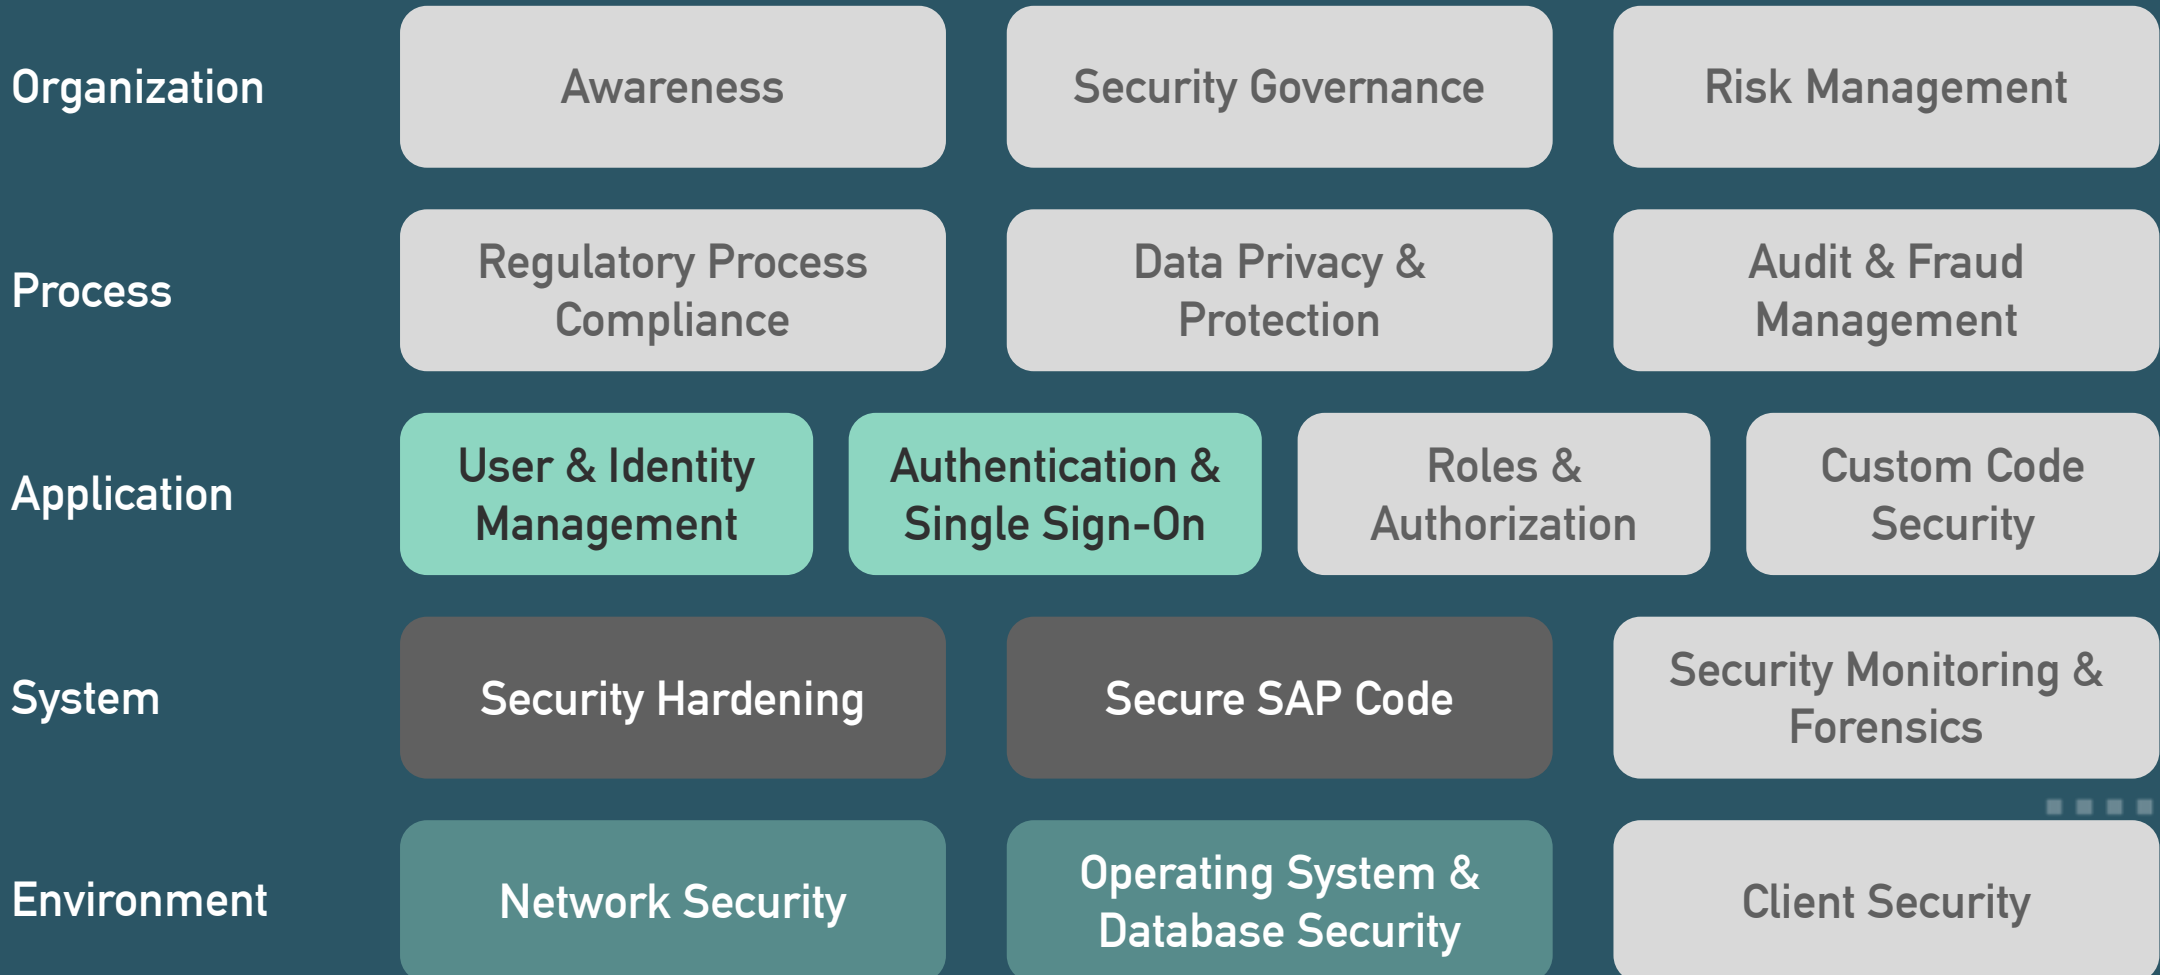 Organization
Awareness
Security Governance
Risk Management
Process
Regulatory Process
Compliance
Data Privacy &
Protection
Audit & Fraud
Management
Application
User & Identity
Management
Authentication &
Single Sign-On
Roles &
Authorization
Custom Code
Security
System
Security Hardening
Secure SAP Code
Security Monitoring &
Forensics
Environment
Network Security
Operating System &
Database Security
Client Security